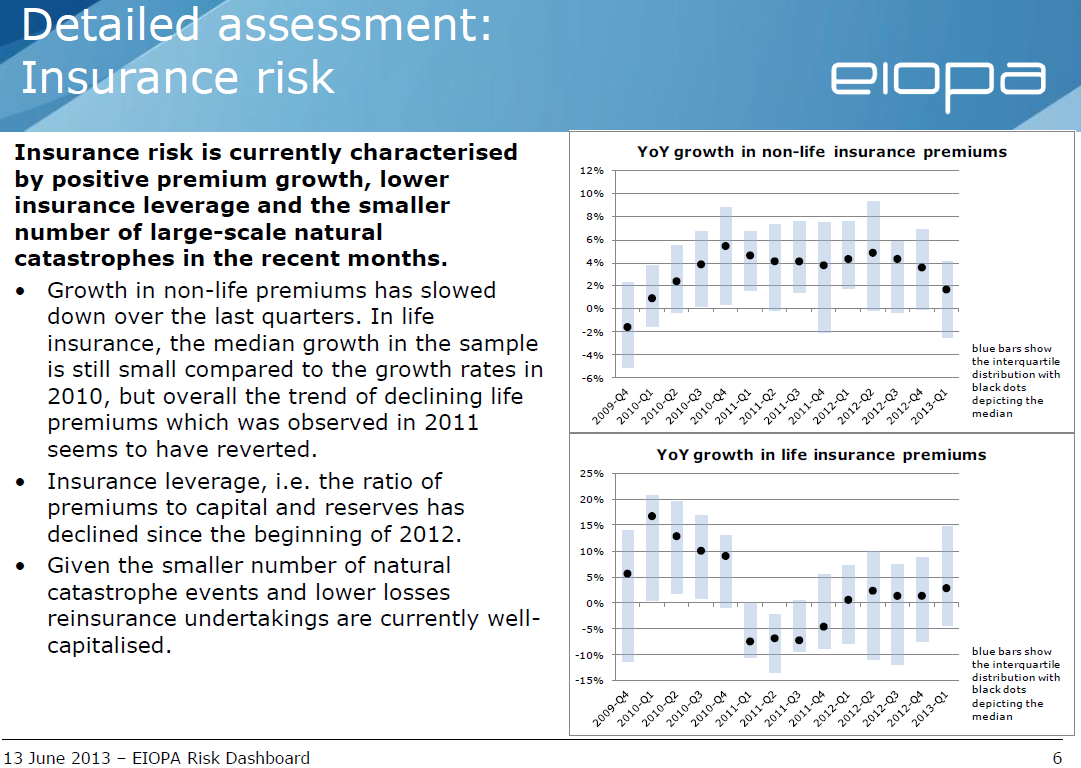 Detailed assessment:
Insurance risk
eiopa
Insurance risk is currently characterised
by positive premium growth, lower
insurance leverage and the smaller
number of large-scale natural
catastrophes in the recent months.
• Growth in non-life premiums has slowed
down over the last quarters. In life
insurance, the median growth in the sample
is still small compared to the growth rates in
2010, but overall the trend of declining life
premiums which was observed in 2011
seems to have reverted.
• Insurance leverage, i.e. the ratio of
premiums to capital and reserves has
declined since the beginning of 2012.
• Given the smaller number of natural
catastrophe events and lower losses
reinsurance undertakings are currently well-
capitalised.
YoY growth in non-life insurance premiums
12%
10%
8%
6%
4%
2%
0%
-2%
-4%
-6%
2009-Q4
2010-Q1
2010-Q2
2010-Q3
2010-Q4
2011-Q1
2011-Q2
2011-Q3
2011-Q4
2012-Q1
2012-Q2
2012-Q3
2012-Q4
2013-Q1
blue bars show
the interquartile
distribution with
black dots
depicting the
median
YoY growth in life insurance premiums
25%
20%
15%
10%
5%
0%
-5%
-10%
-15%
2009-Q4
2010-Q1
2010-Q2
2010-Q3
2010-Q4
2011-Q1
2011-Q2
2011-Q3
2011-Q4
2012-Q1
2012-Q2
2012-Q3
2012-Q4
2013-Q1
blue bars show
the interquartile
distribution with
black dots
depicting the
median
13 June 2013 – EIOPA Risk Dashboard
6